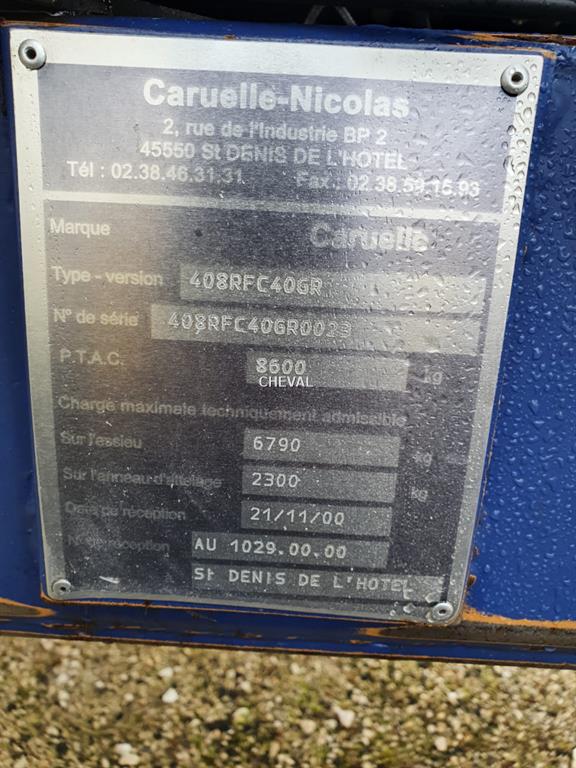 Caruelle-Nicolas
2, rue de l'Industrie BP 2
45550 St DENIS DE L'HOTEL
Tél : 02.38.46.31.31 Fax : 02.38.59.15.93
Marque Caruelle
Type - version 408RFC40GR
N° de série 408RFC40GR0023
P.T.A.C. 8600 kg
CHEVAL
Charge maximale techniquement admissible
Sur l'essieu 6790 kg
Sur l'anneau d'attelage 2300 kg
Date de réception 21/11/00
N° de réception AU 1029.00.00
St DENIS DE L'HOTEL